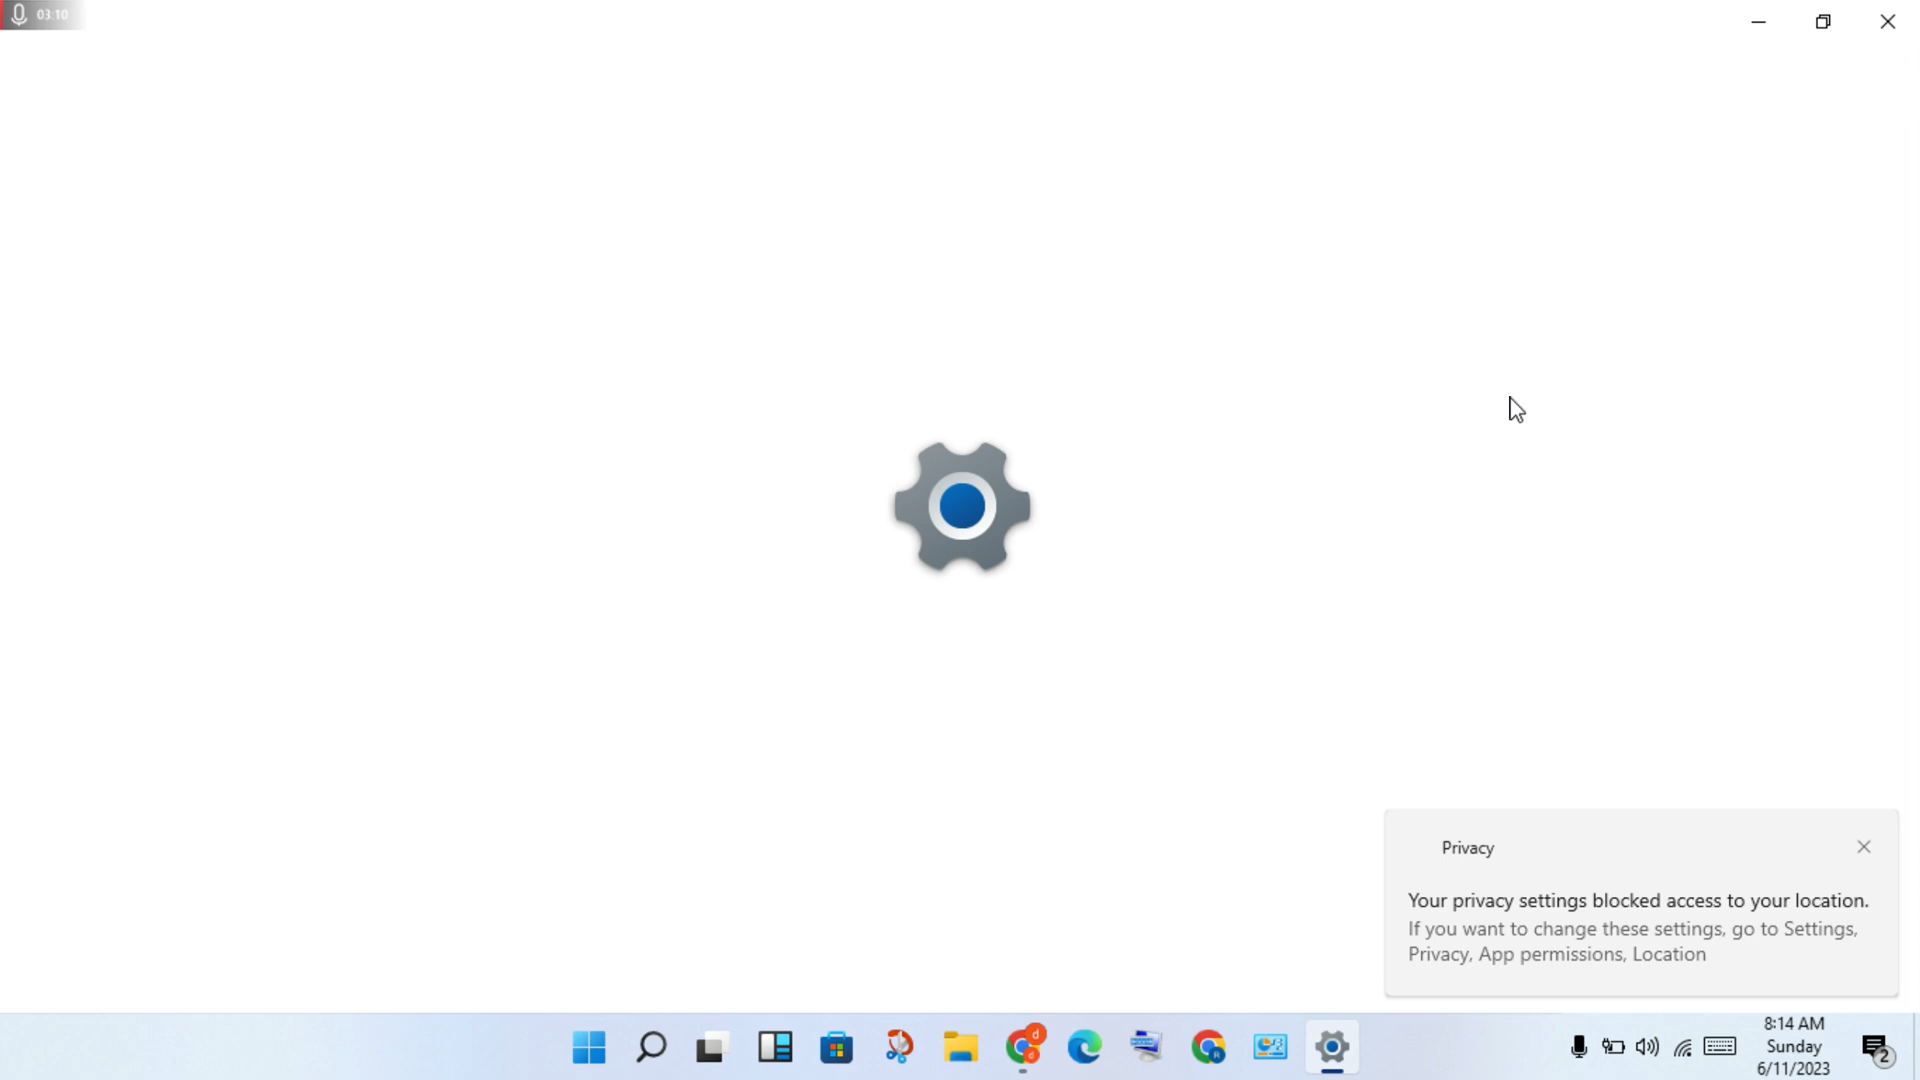 03:10
Privacy
Your privacy settings blocked access to your location.
If you want to change these settings, go to Settings,
Privacy, App permissions, Location
8:14 AM
Sunday
6/11/2023
2